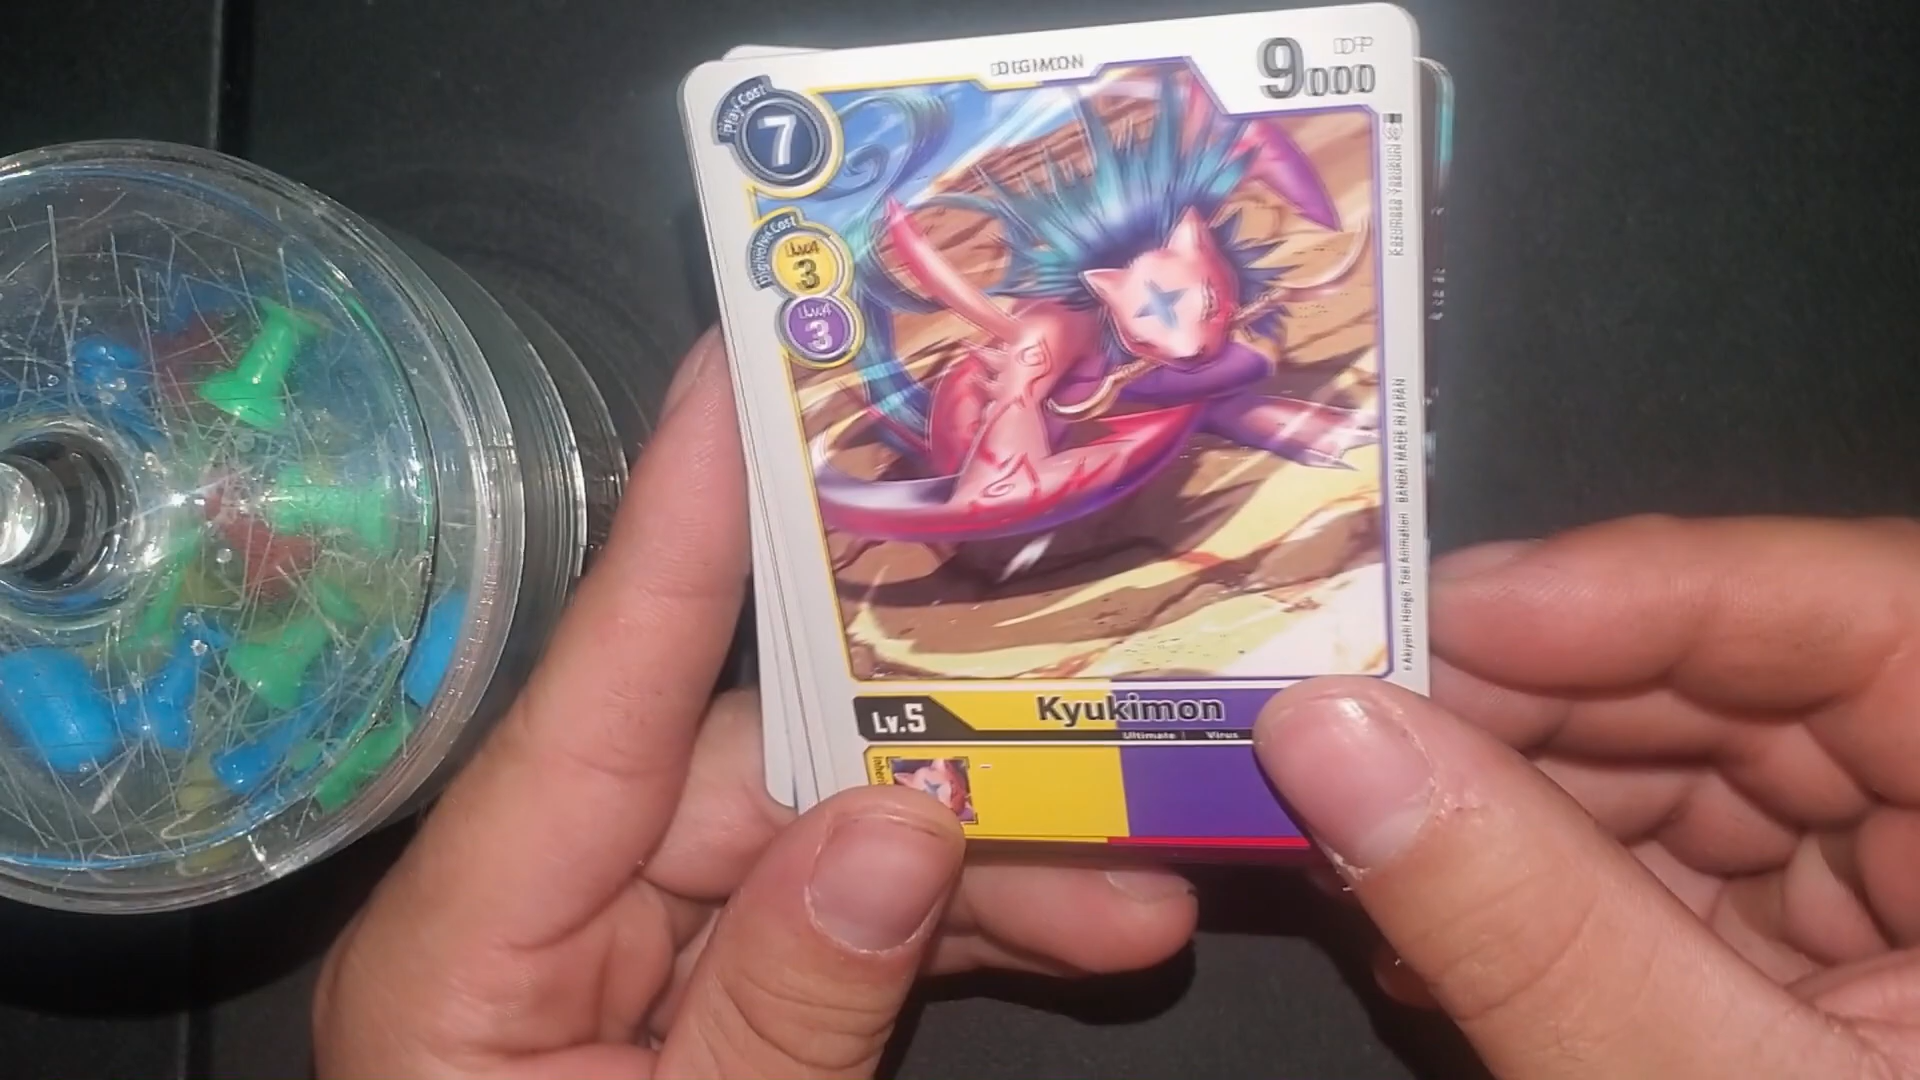 DIGIMON
9000
DP
Play Cost
7
Digivolve Cost
Lv.4
3
Lv.4
3
BANDAI MADE IN JAPAN
Lv.5
Kyukimon
Ultimate | Virus
Inheri
-